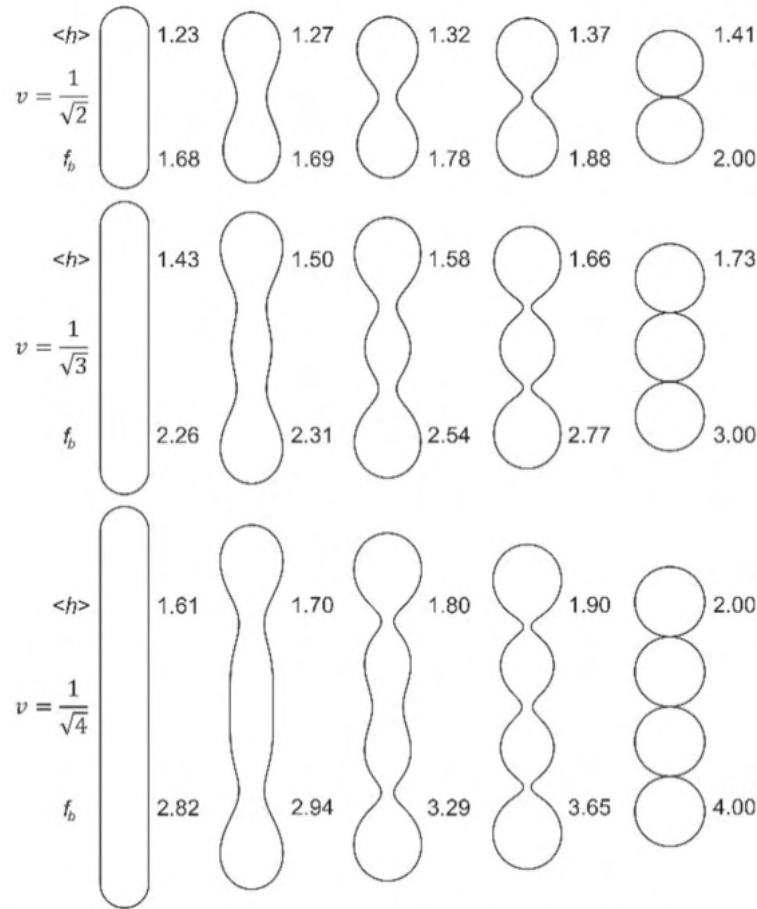 <h> 1.23 1.27 1.32 1.37 1.41
v = 1/√2
f_b 1.68 1.69 1.78 1.88 2.00
<h> 1.43 1.50 1.58 1.66 1.73
v = 1/√3
f_b 2.26 2.31 2.54 2.77 3.00
<h> 1.61 1.70 1.80 1.90 2.00
v = 1/√4
f_b 2.82 2.94 3.29 3.65 4.00